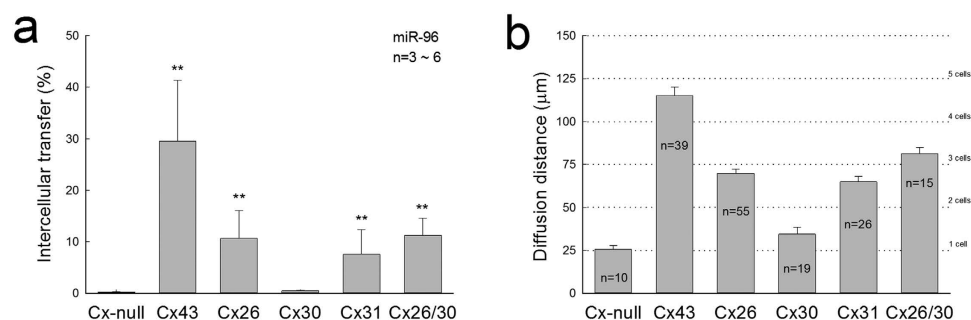 a
50
40
30
20
10
0
Intercellular transfer (%)
miR-96
n=3 ~ 6
**
**
**
**
Cx-null Cx43 Cx26 Cx30 Cx31 Cx26/30
b
150
125
100
75
50
25
0
Diffusion distance (μm)
5 cells
4 cells
3 cells
2 cells
1 cell
n=10
n=39
n=55
n=19
n=26
n=15
Cx-null Cx43 Cx26 Cx30 Cx31 Cx26/30